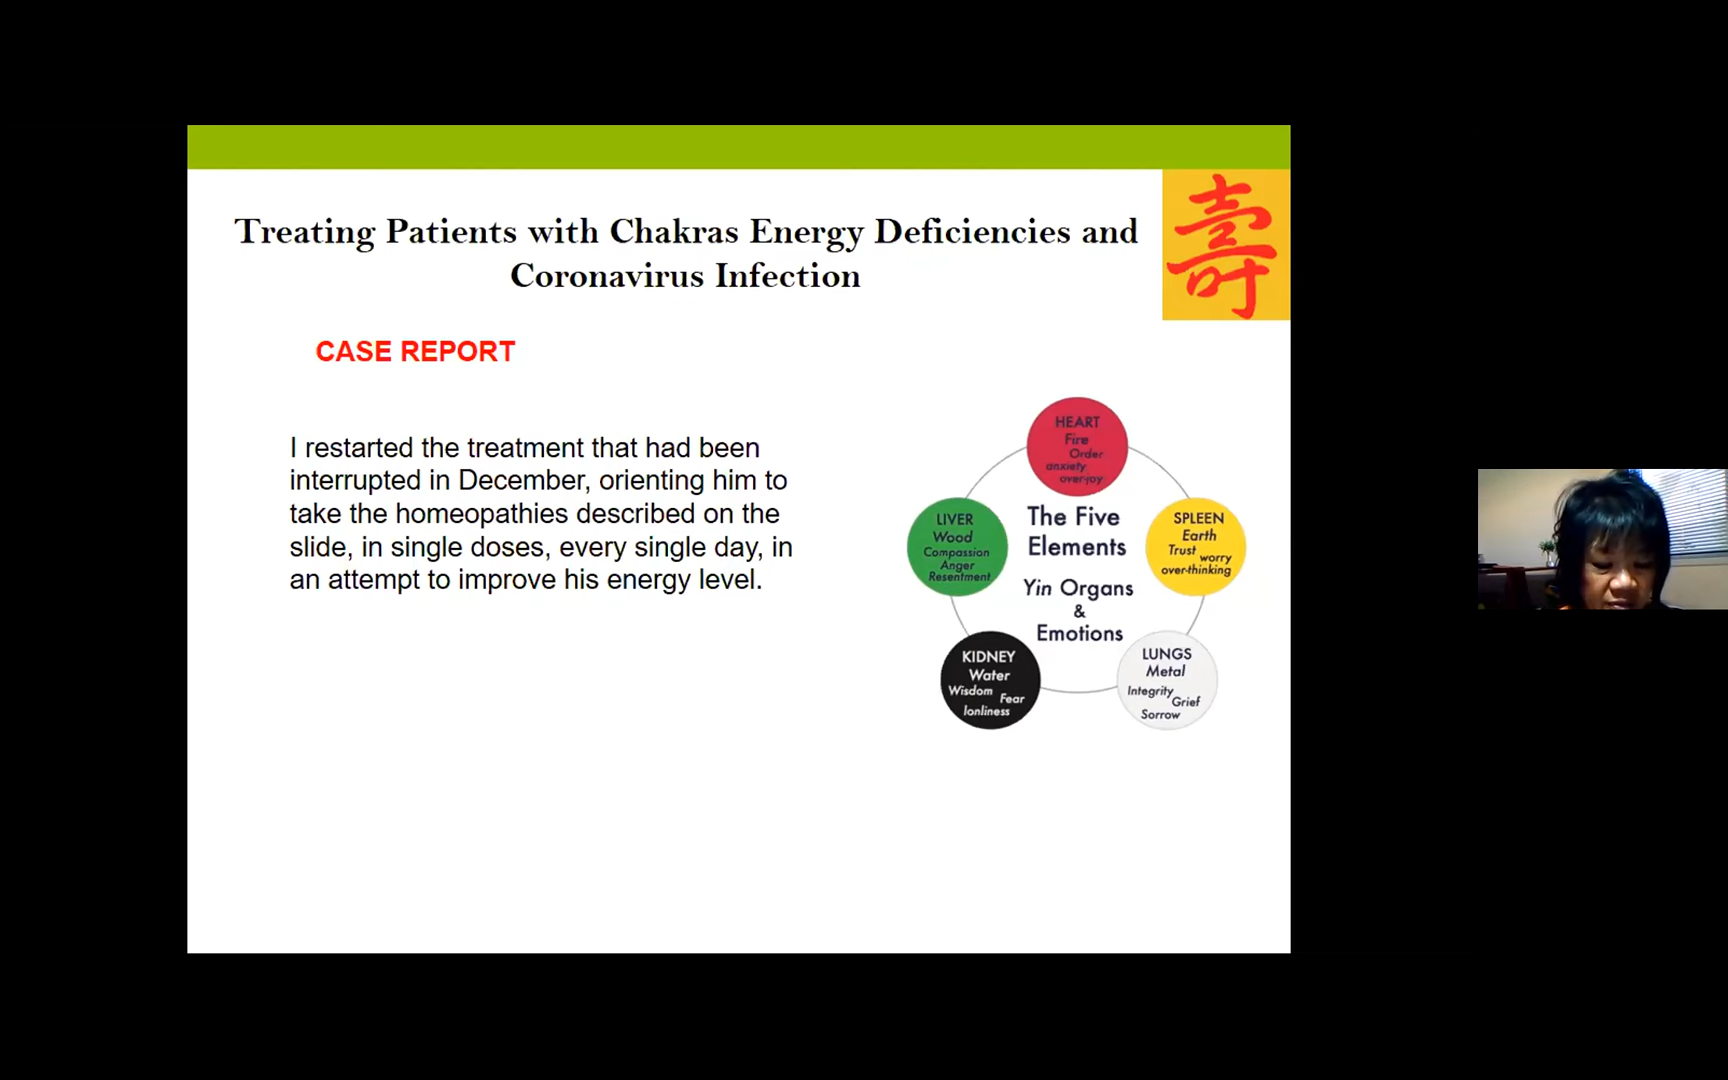 Treating Patients with Chakras Energy Deficiencies and
Coronavirus Infection
壽
CASE REPORT
I restarted the treatment that had been
interrupted in December, orienting him to
take the homeopathies described on the
slide, in single doses, every single day, in
an attempt to improve his energy level.
HEART
Fire
Order
anxiety
over-joy
The Five
Elements
Yin Organs
&
Emotions
LIVER
Wood
Compassion
Anger
Resentment
SPLEEN
Earth
Trust worry
over-thinking
KIDNEY
Water
Wisdom Fear
lonliness
LUNGS
Metal
Integrity
Grief
Sorrow